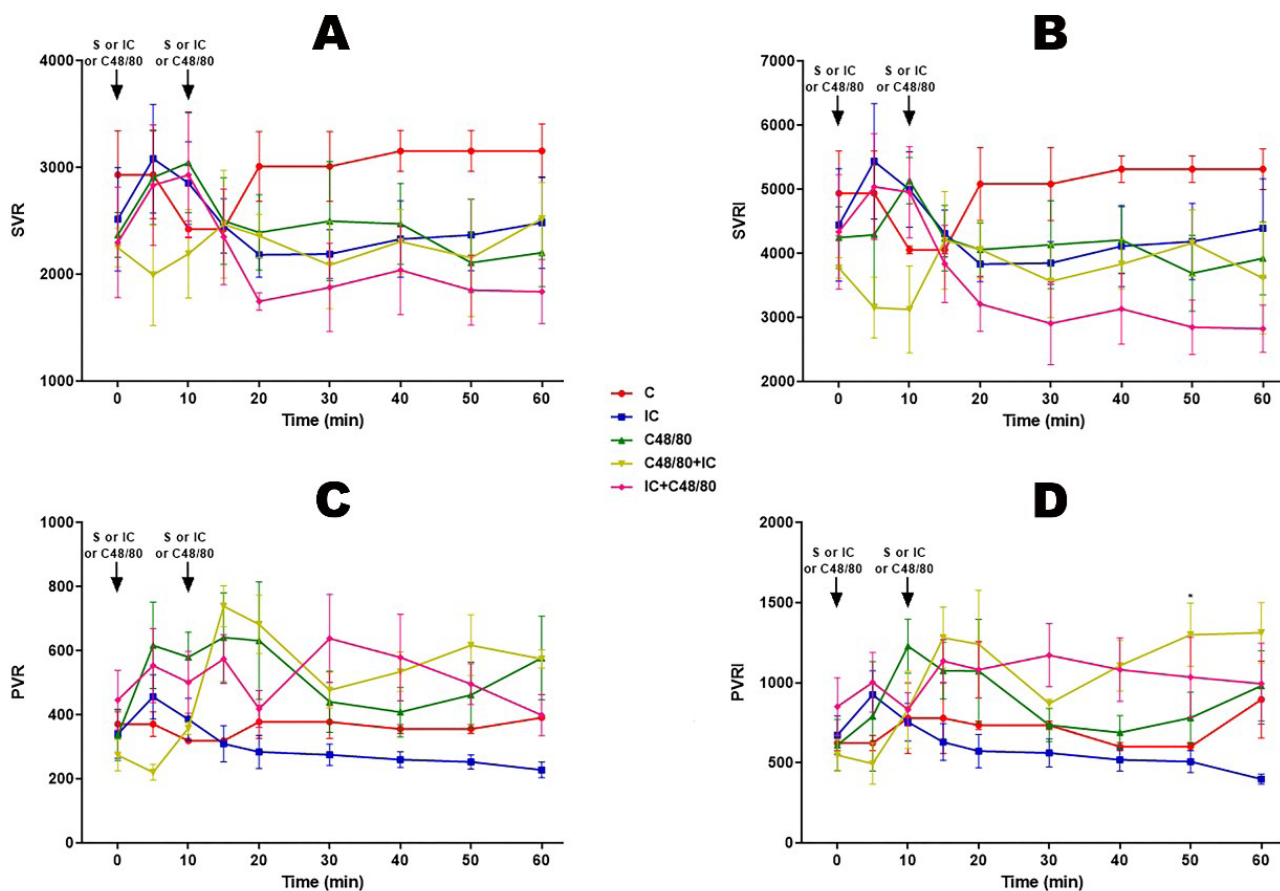 A
S or IC
or C48/80
S or IC
or C48/80
4000
3000
2000
1000
SVR
0
10
20
30
40
50
60
Time (min)
B
S or IC
or C48/80
S or IC
or C48/80
7000
6000
5000
4000
3000
2000
SVRI
0
10
20
30
40
50
60
Time (min)
C
IC
C48/80
C48/80+IC
IC+C48/80
C
S or IC
or C48/80
S or IC
or C48/80
1000
800
600
400
200
0
PVR
0
10
20
30
40
50
60
Time (min)
D
S or IC
or C48/80
S or IC
or C48/80
*
2000
1500
1000
500
0
PVRI
0
10
20
30
40
50
60
Time (min)